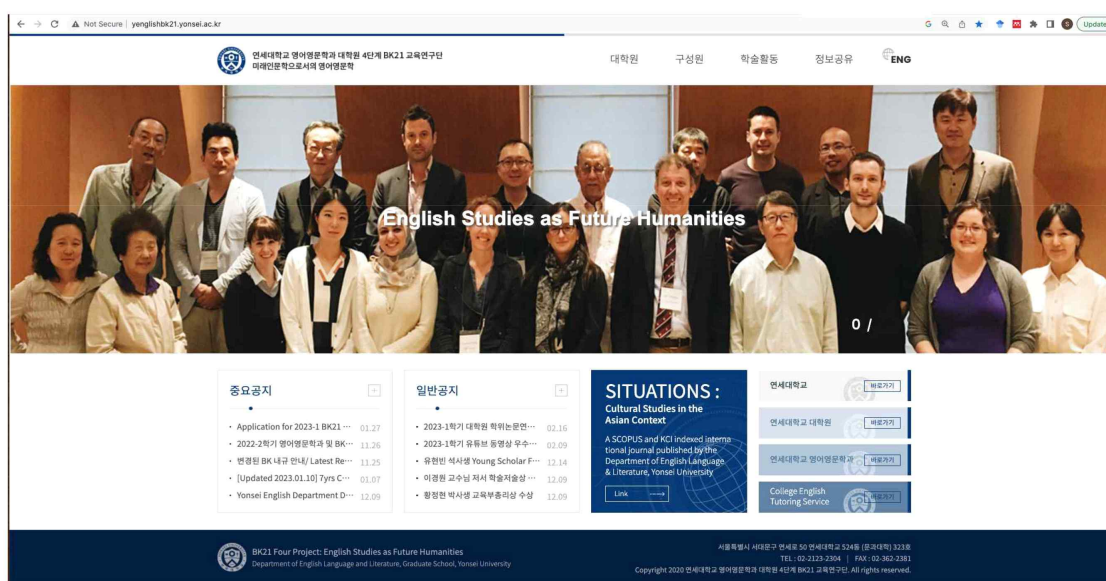 Not Secure
yenglishbk21.yonsei.ac.kr
Update
연세대학교 영어영문학과 대학원 4단계 BK21 교육연구단
미래인문학으로서의 영어영문학
대학원
구성원
학술활동
정보공유
ENG
English Studies as Future Humanities
0 /
중요공지
· Application for 2023-1 BK21 ··· 01.27
· 2022-2학기 영어영문학과 및 BK··· 11.26
· 변경된 BK 내규 안내/ Latest Re··· 11.25
· [Updated 2023.01.10] 7yrs C··· 01.07
· Yonsei English Department D··· 12.09
일반공지
· 2023-1학기 대학원 학위논문연··· 02.16
· 2023-1학기 유튜브 동영상 우수··· 02.09
· 유현빈 석사생 Young Scholar F··· 12.14
· 이경원 교수님 저서 학술저술상 ··· 12.09
· 황정현 박사생 교육부총리상 수상 12.09
SITUATIONS :
Cultural Studies in the
Asian Context
A SCOPUS and KCI indexed interna
tional journal published by the
Department of English Language
& Literature, Yonsei University
Link
연세대학교 바로가기
연세대학교 대학원 바로가기
연세대학교 영어영문학과 바로가기
College English
Tutoring Service
바로가기
BK21 Four Project: English Studies as Future Humanities
Department of English Language and Literature, Graduate School, Yonsei University
서울특별시 서대문구 연세로 50 연세대학교 524동 (문과대학) 323호
TEL : 02-2123-2304 | FAX : 02-362-2381
Copyright 2020 연세대학교 영어영문학과 대학원 4단계 BK21 교육연구단. All rights reserved.